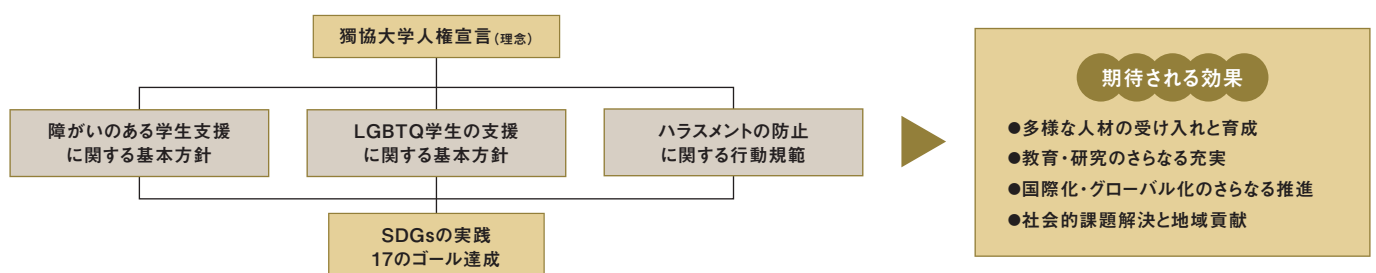 獨協大学人権宣言(理念)
障がいのある学生支援
に関する基本方針
LGBTQ学生の支援
に関する基本方針
ハラスメントの防止
に関する行動規範
SDGsの実践
17のゴール達成
期待される効果
●多様な人材の受け入れと育成
●教育・研究のさらなる充実
●国際化・グローバル化のさらなる推進
●社会的課題解決と地域貢献